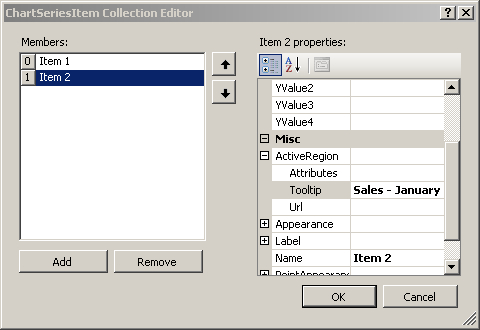 ChartSeriesItem Collection Editor
Members:
0 Item 1
1 Item 2
Add
Remove
Item 2 properties:
A
Z
YValue2
YValue3
YValue4
Misc
ActiveRegion
Attributes
Tooltip Sales - January
Url
Appearance
Label
Name Item 2
PointAppearance
OK
Cancel